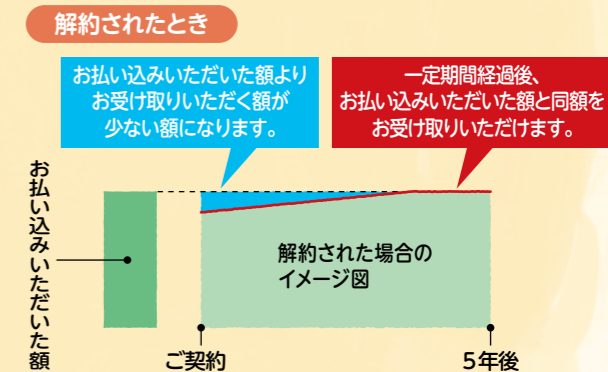 解約されたとき
お払い込みいただいた額より
お受け取りいただく額が
少ない額になります。
一定期間経過後、
お払い込みいただいた額と同額を
お受け取りいただけます。
お払い込みいただいた額
解約された場合の
イメージ図
ご契約
5年後